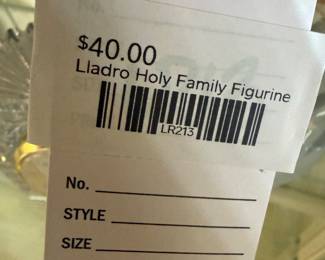 $40.00
Lladro Holy Family Figurine
LR213
No.
STYLE
SIZE